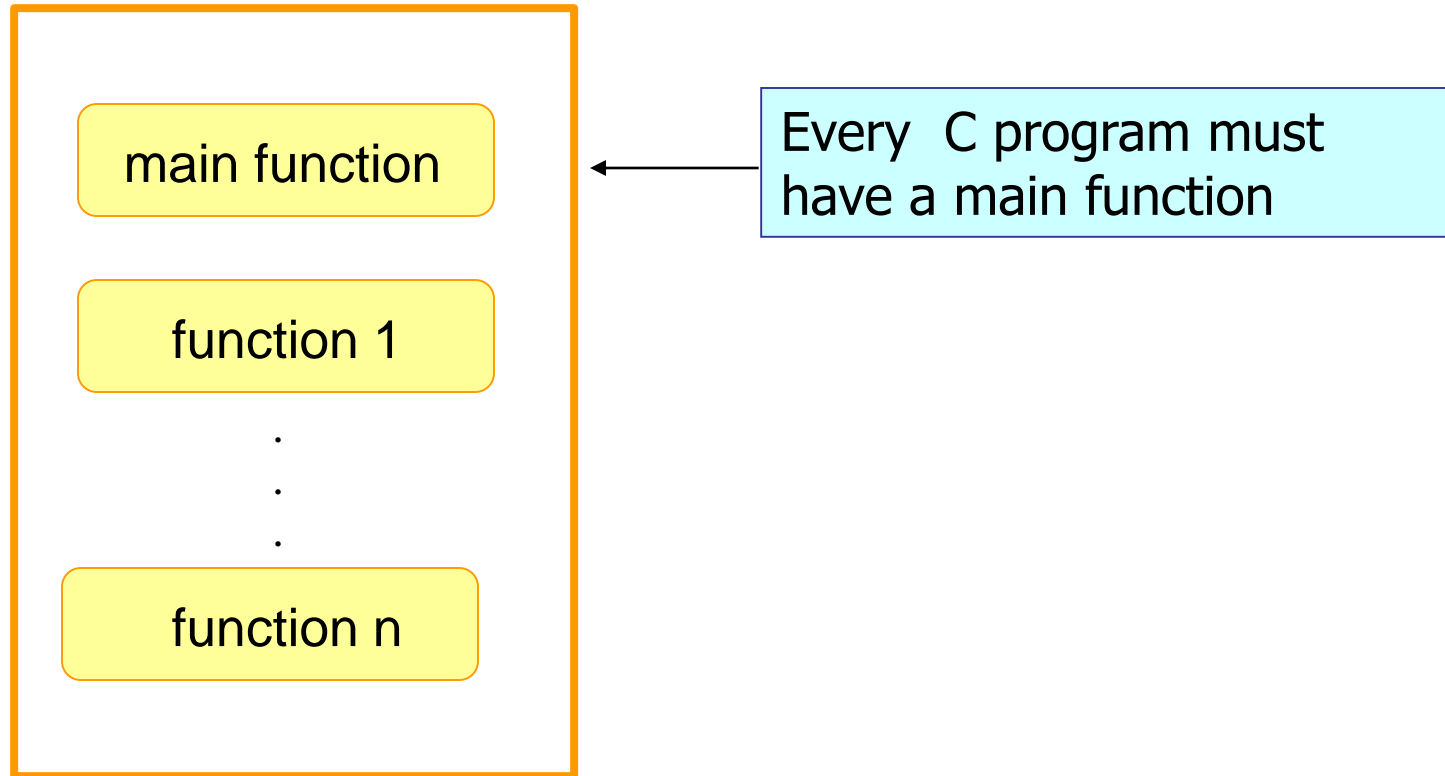 main function
Every  C program must
have a main function
function 1
.
.
.
function n